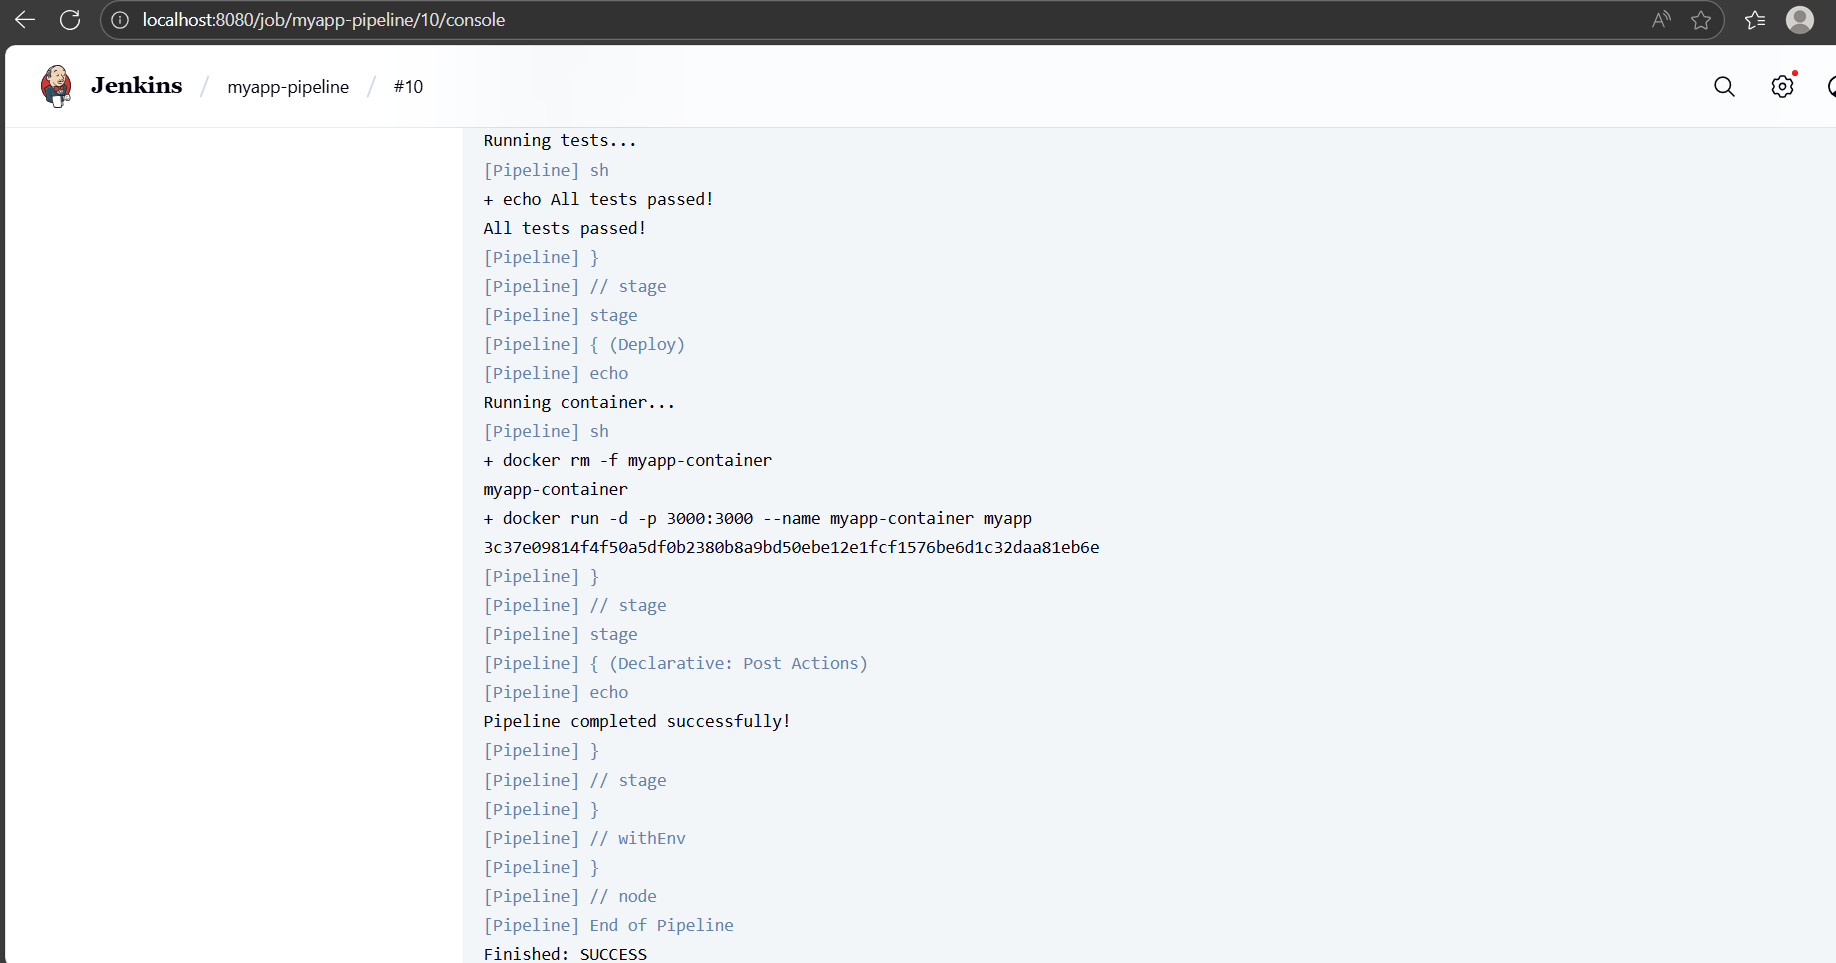 localhost:8080/job/myapp-pipeline/10/console
Jenkins / myapp-pipeline / #10
Running tests...
[Pipeline] sh
+ echo All tests passed!
All tests passed!
[Pipeline] }
[Pipeline] // stage
[Pipeline] stage
[Pipeline] { (Deploy)
[Pipeline] echo
Running container...
[Pipeline] sh
+ docker rm -f myapp-container
myapp-container
+ docker run -d -p 3000:3000 --name myapp-container myapp
3c37e09814f4f50a5df0b2380b8a9bd50ebe12e1fcf1576be6d1c32daa81eb6e
[Pipeline] }
[Pipeline] // stage
[Pipeline] stage
[Pipeline] { (Declarative: Post Actions)
[Pipeline] echo
Pipeline completed successfully!
[Pipeline] }
[Pipeline] // stage
[Pipeline] }
[Pipeline] // withEnv
[Pipeline] }
[Pipeline] // node
[Pipeline] End of Pipeline
Finished: SUCCESS